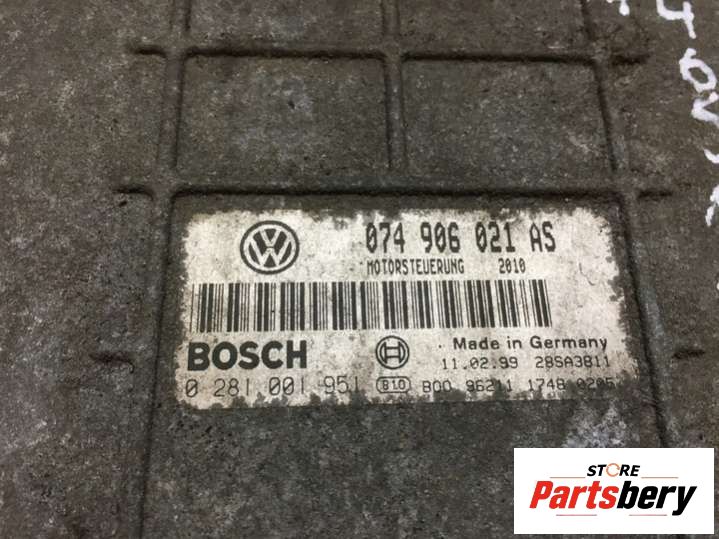 074 906 021 AS
MOTORSTEUERUNG 2010
BOSCH
Made in Germany
11.02.99 28SA3811
0 281 001 951 B10 B00 96211 1748 0205
STORE
Partsbery